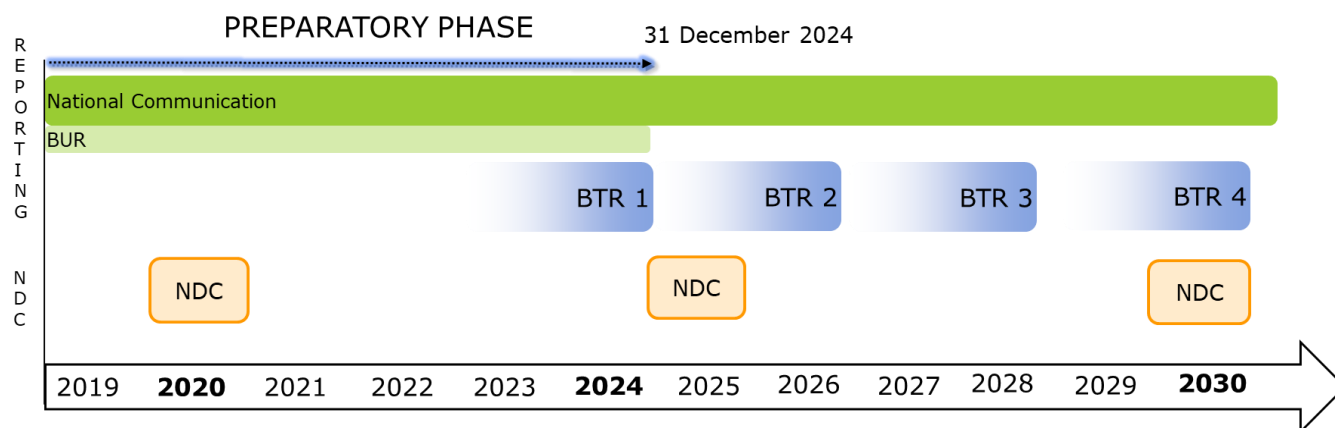 PREPARATORY PHASE
31 December 2024
REPORTING
National Communication
BUR
BTR 1
BTR 2
BTR 3
BTR 4
NDC
NDC
NDC
NDC
2019 2020 2021 2022 2023 2024 2025 2026 2027 2028 2029 2030